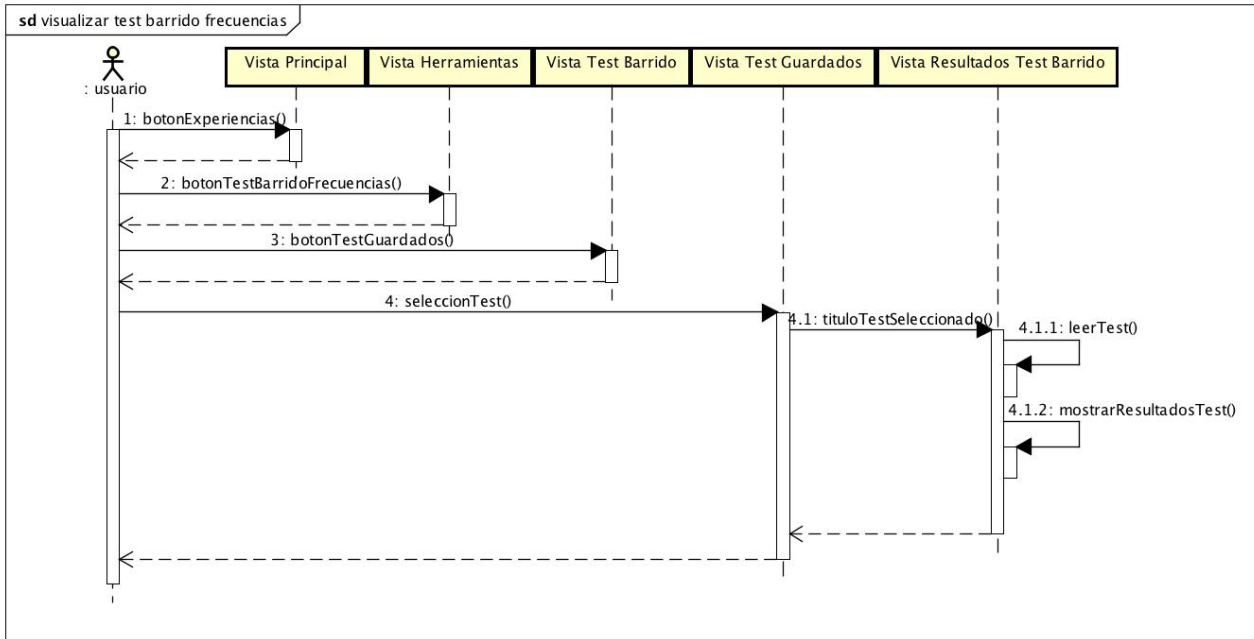 sd visualizar test barrido frecuencias
: usuario
Vista Principal
Vista Herramientas
Vista Test Barrido
Vista Test Guardados
Vista Resultados Test Barrido
1: botonExperiencias()
2: botonTestBarridoFrecuencias()
3: botonTestGuardados()
4: seleccionTest()
4.1: tituloTestSeleccionado()
4.1.1: leerTest()
4.1.2: mostrarResultadosTest()